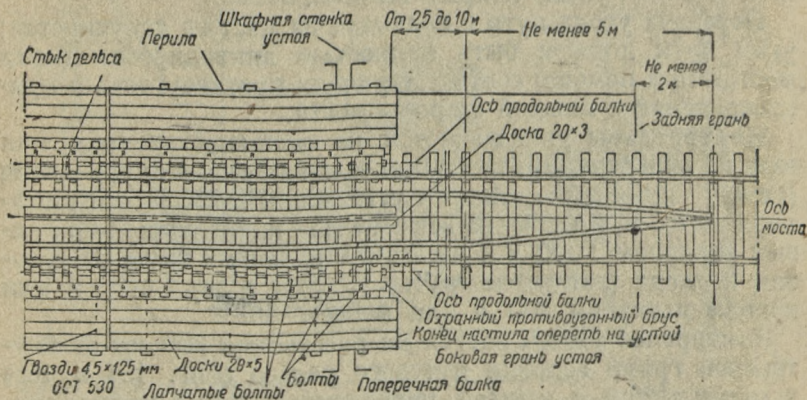 Шкафная стенка
устоя
От 2,5 до 10 м
Не менее 5 м
Перила
Стык рельса
Не менее
2 м
Ось продольной балки
Задняя грань
Доска 20×3
Ось
моста
Ось продольной балки
Охранный противоугонный брус
Конец настила опереть на устой
Боковая грань устоя
Гвозди 4,5×125 мм
ОСТ 530
Доски 20×5
Лапчатые болты
Болты
Поперечная балка